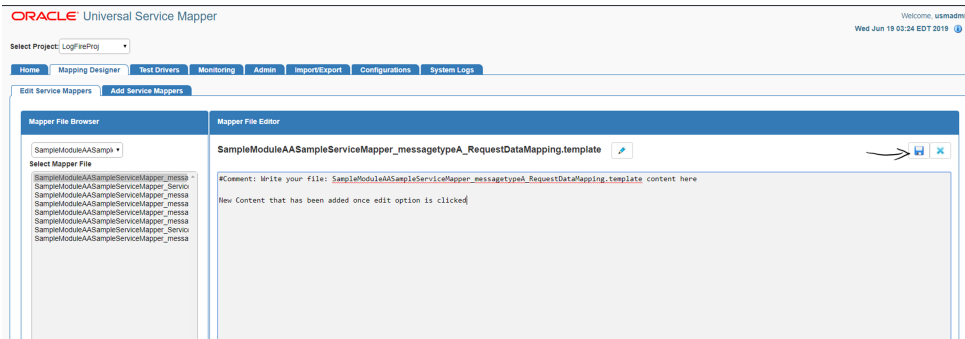 ORACLE Universal Service Mapper
Welcome, usmadmi
Wed Jun 19 03:24 EDT 2019
Select Project: LogFireProj
Home Mapping Designer Test Drivers Monitoring Admin Import/Export Configurations System Logs
Edit Service Mappers Add Service Mappers
Mapper File Browser
Mapper File Editor
SampleModuleAASampl
SampleModuleAASampleServiceMapper_messagetypeA_RequestDataMapping.template
Select Mapper File
SampleModuleAASampleServiceMapper_messa
SampleModuleAASampleServiceMapper_Servic
SampleModuleAASampleServiceMapper_messa
SampleModuleAASampleServiceMapper_messa
SampleModuleAASampleServiceMapper_messa
SampleModuleAASampleServiceMapper_messa
SampleModuleAASampleServiceMapper_Servic
SampleModuleAASampleServiceMapper_messa
#Comment: Write your file: SampleModuleAASampleServiceMapper_messagetypeA_RequestDataMapping.template content here
New Content that has been added once edit option is clicked